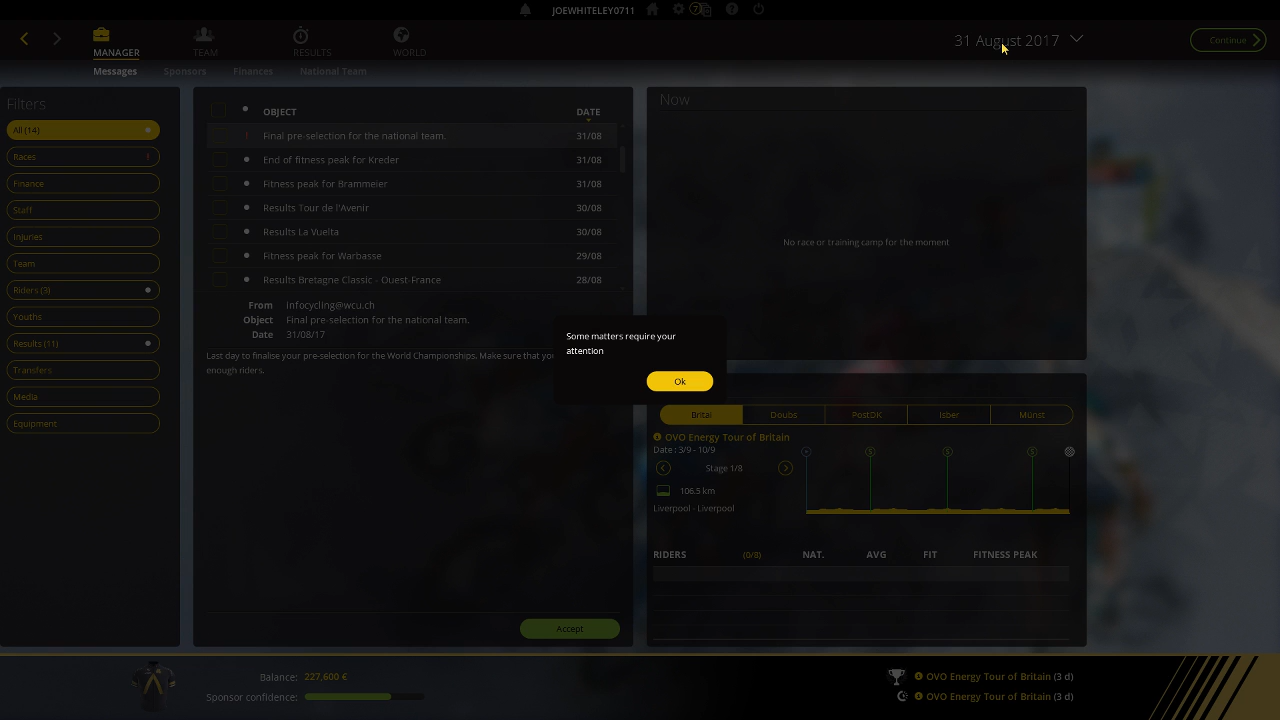 JOEWHITELEY0711
7
MANAGER
TEAM
RESULTS
WORLD
31 August 2017
Continue
Messages
Sponsors
Finances
National Team
Filters
All (14)
Races !
Finance
Staff
Injuries
Team
Riders (3)
Youths
Results (11)
Transfers
Media
Equipment
OBJECT DATE
! Final pre-selection for the national team. 31/08
End of fitness peak for Kreder 31/08
Fitness peak for Brammeier 31/08
Results Tour de l'Avenir 30/08
Results La Vuelta 30/08
Fitness peak for Warbasse 29/08
Results Bretagne Classic - Ouest-France 28/08
From infocycling@wcu.ch
Object Final pre-selection for the national team.
Date 31/08/17
Last day to finalise your pre-selection for the World Championships. Make sure that you
enough riders.
Accept
Now
No race or training camp for the moment
Some matters require your
attention
Ok
Britai Doubs PostDK Isber Münst
OVO Energy Tour of Britain
Date : 3/9 - 10/9
Stage 1/8
106.5 km
Liverpool - Liverpool
S S S
RIDERS (0/8) NAT. AVG FIT FITNESS PEAK
Balance: 227,600 €
Sponsor confidence:
OVO Energy Tour of Britain (3 d)
OVO Energy Tour of Britain (3 d)